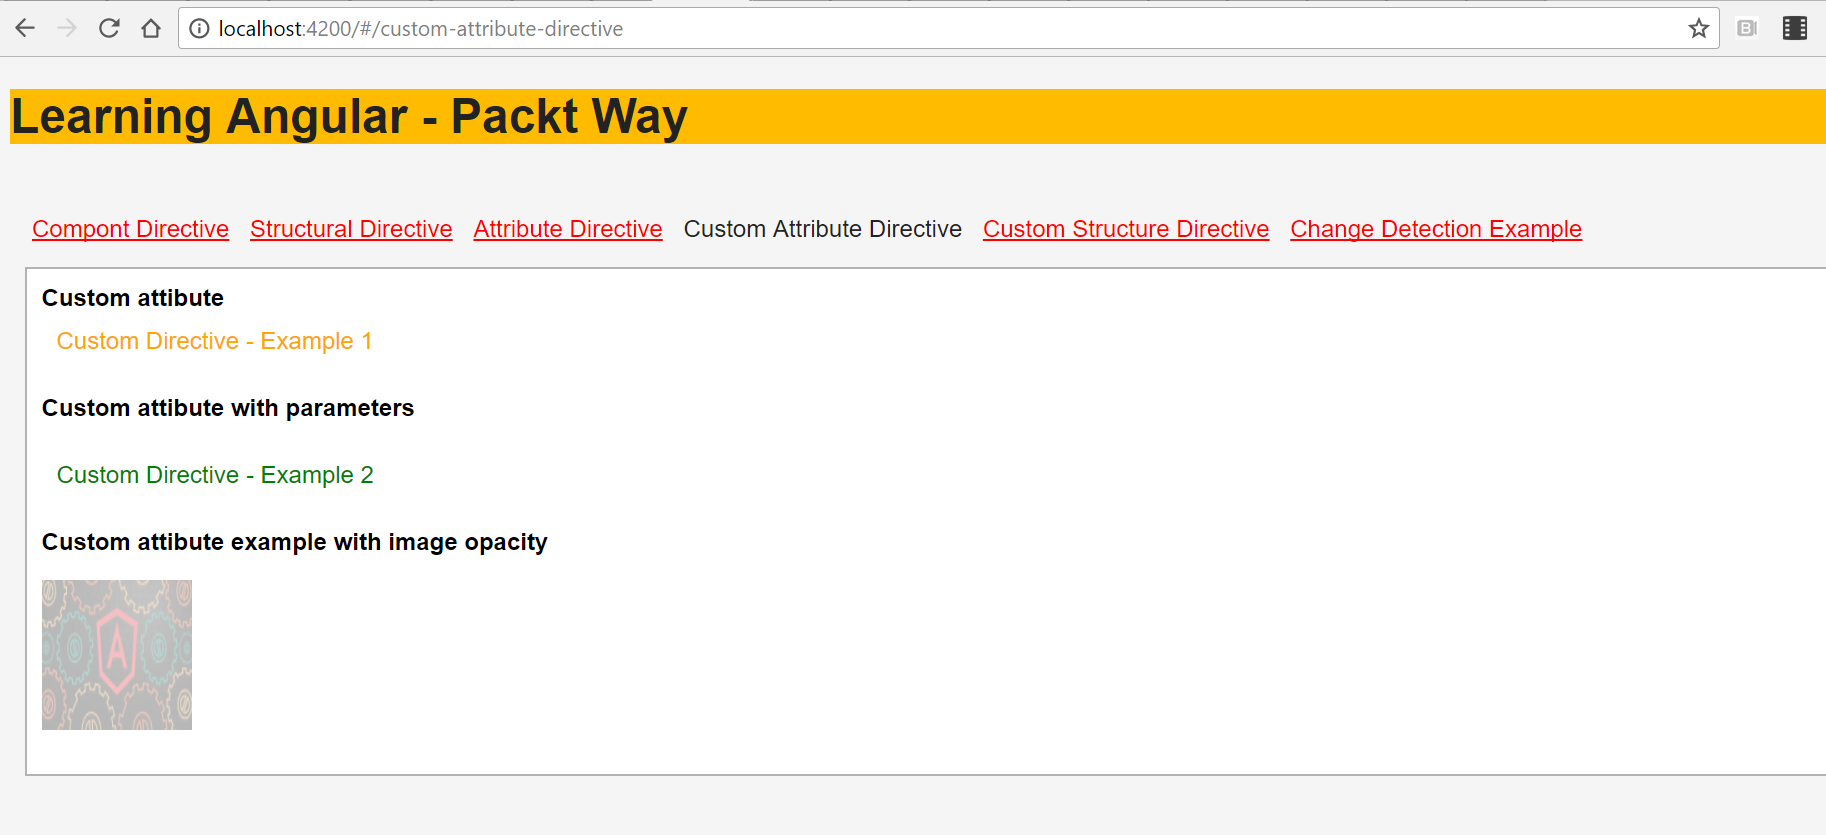 localhost:4200/#/custom-attribute-directive
Learning Angular - Packt Way
Compont Directive Structural Directive Attribute Directive Custom Attribute Directive Custom Structure Directive Change Detection Example
Custom attibute
Custom Directive - Example 1
Custom attibute with parameters
Custom Directive - Example 2
Custom attibute example with image opacity
A